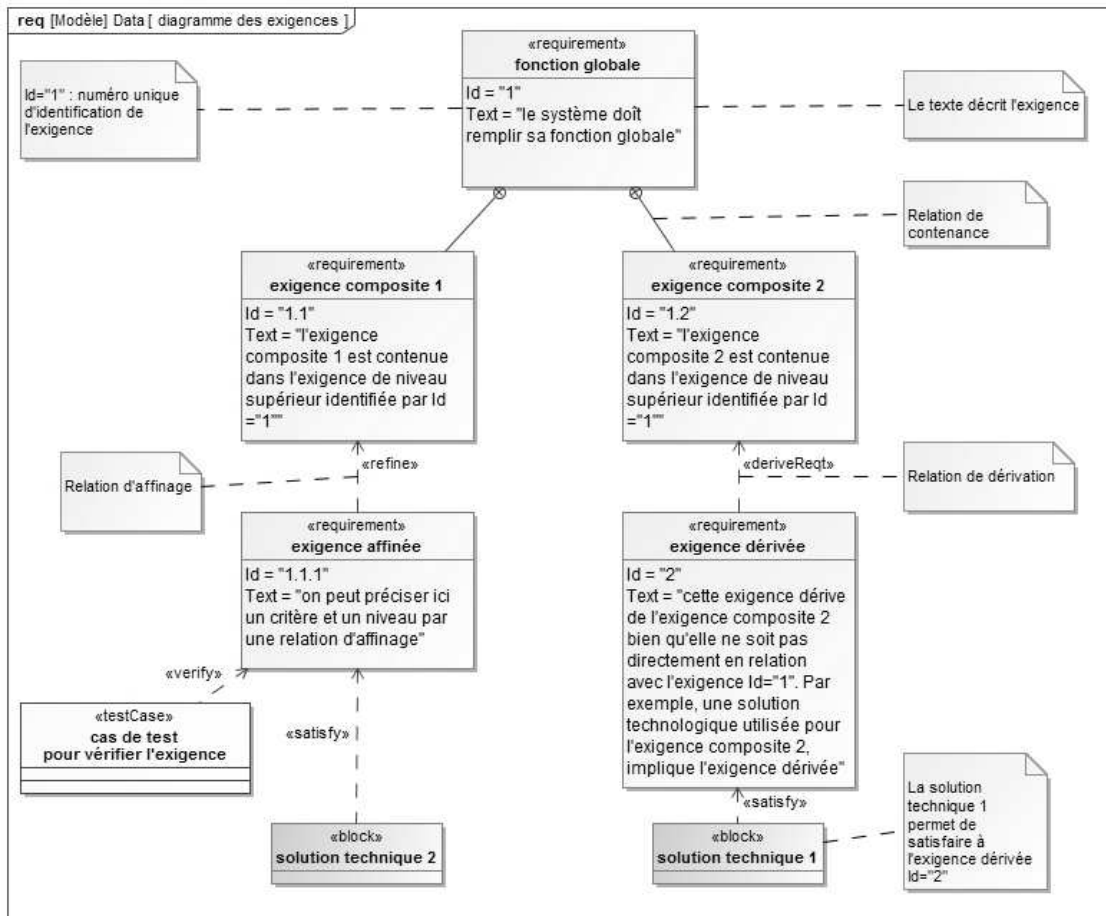 req [Modèle] Data [ diagramme des exigences ]
«requirement»
fonction globale
Id = "1"
Text = "le système doît
remplir sa fonction globale"
Id="1" : numéro unique
d'identification de
l'exigence
Le texte décrit l'exigence
Relation de
contenance
«requirement»
exigence composite 1
Id = "1.1"
Text = "l'exigence
composite 1 est contenue
dans l'exigence de niveau
supérieur identifiée par Id
="1""
«requirement»
exigence composite 2
Id = "1.2"
Text = "l'exigence
composite 2 est contenue
dans l'exigence de niveau
supérieur identifiée par Id
="1""
Relation d'affinage
«refine»
«deriveReqt»
Relation de dérivation
«requirement»
exigence affinée
Id = "1.1.1"
Text = "on peut préciser ici
un critère et un niveau par
une relation d'affinage"
«requirement»
exigence dérivée
Id = "2"
Text = "cette exigence dérive
de l'exigence composite 2
bien qu'elle ne soit pas
directement en relation
avec l'exigence Id="1". Par
exemple, une solution
technologique utilisée pour
l'exigence composite 2,
implique l'exigence dérivée"
«verify»
«testCase»
cas de test
pour vérifier l'exigence
«satisfy»
«satisfy»
«block»
solution technique 2
«block»
solution technique 1
La solution
technique 1
permet de
satisfaire à
l'exigence dérivée
Id="2"